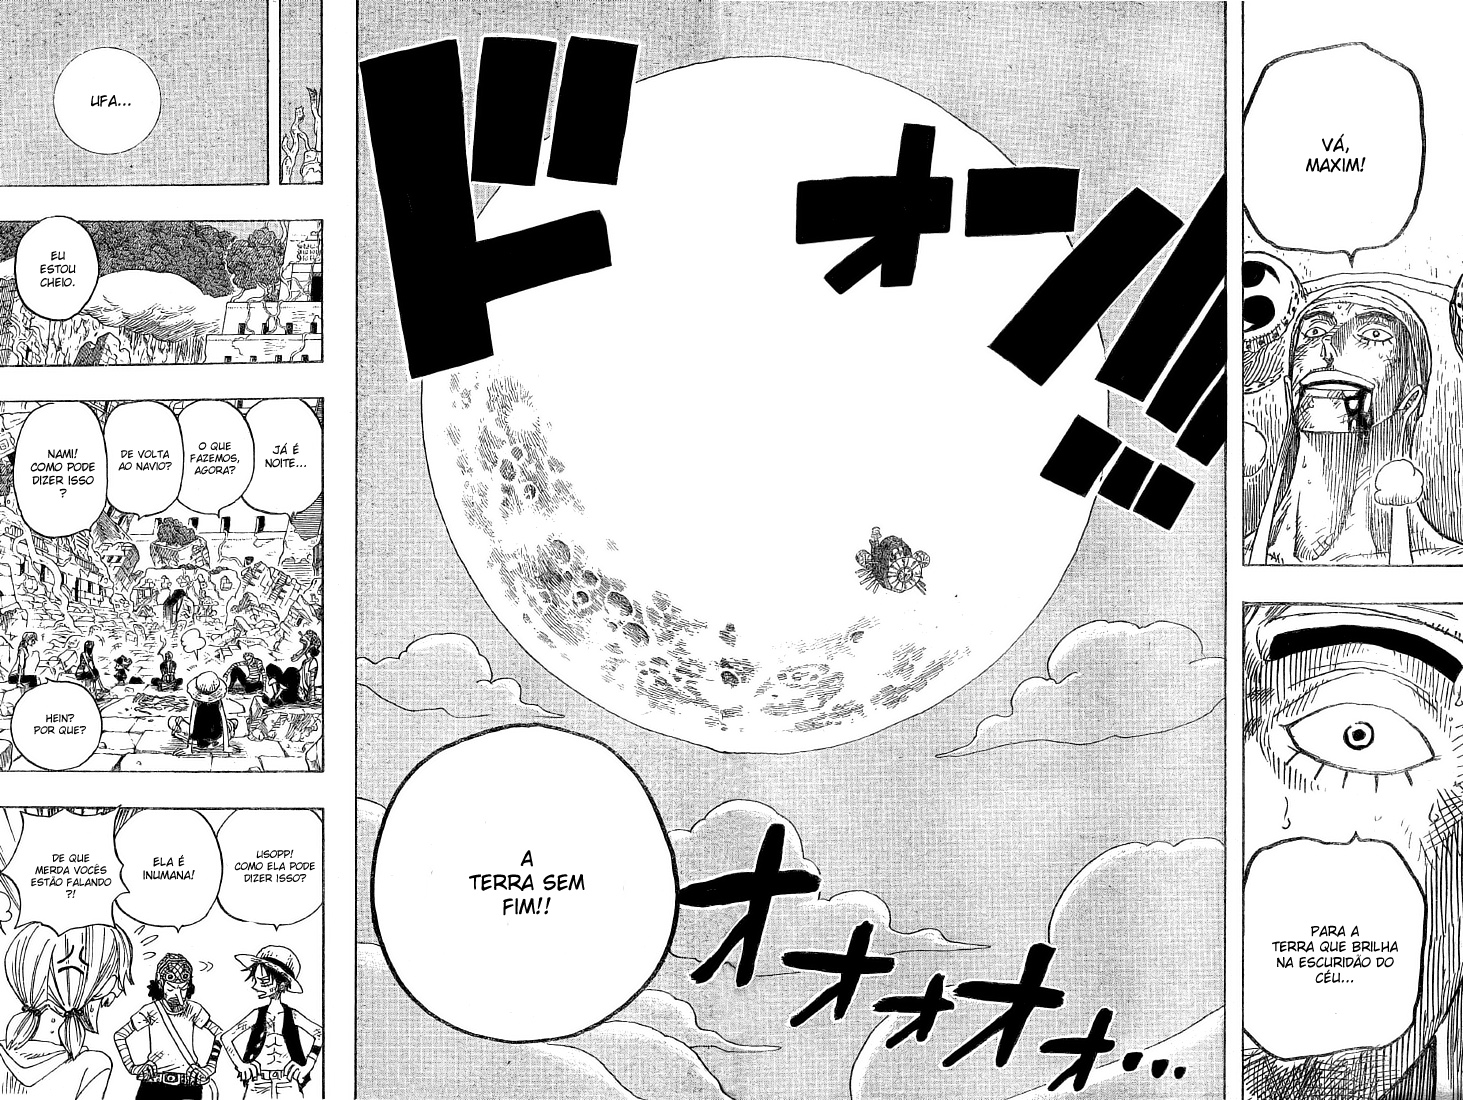 VÁ,
MAXIM!
PARA A
TERRA QUE BRILHA
NA ESCURIDÃO DO
CÉU...
ドォーン!!!
A
TERRA SEM
FIM!!
オォォオォ...
UFA...
EU
ESTOU
CHEIO.
JÁ É
NOITE...
O QUE
FAZEMOS,
AGORA?
DE VOLTA
AO NAVIO?
NAMI!
COMO PODE
DIZER ISSO
?
HEIN?
POR QUE?
USOPP!
COMO ELA PODE
DIZER ISSO?
ELA É
INUMANA!
DE QUE
MERDA VOCÊS
ESTÃO FALANDO
?!